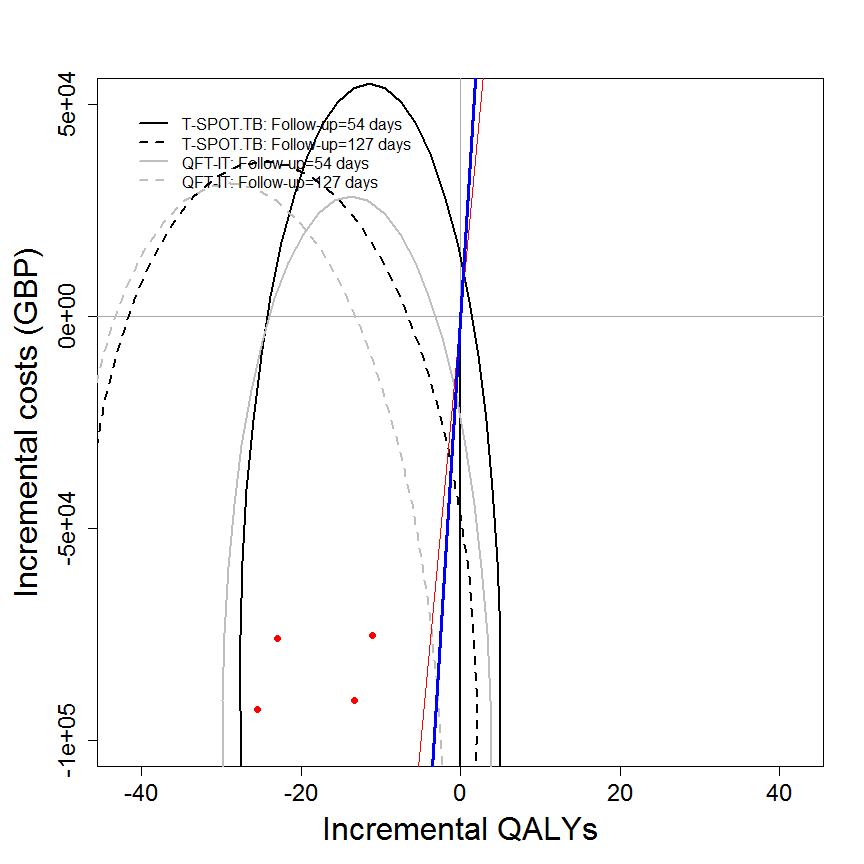 T-SPOT.TB: Follow-up=54 days
T-SPOT.TB: Follow-up=127 days
QFT-IT: Follow-up=54 days
QFT-IT: Follow-up=127 days
5e+04
0e+00
-5e+04
-1e+05
Incremental costs (GBP)
-40 -20 0 20 40
Incremental QALYs